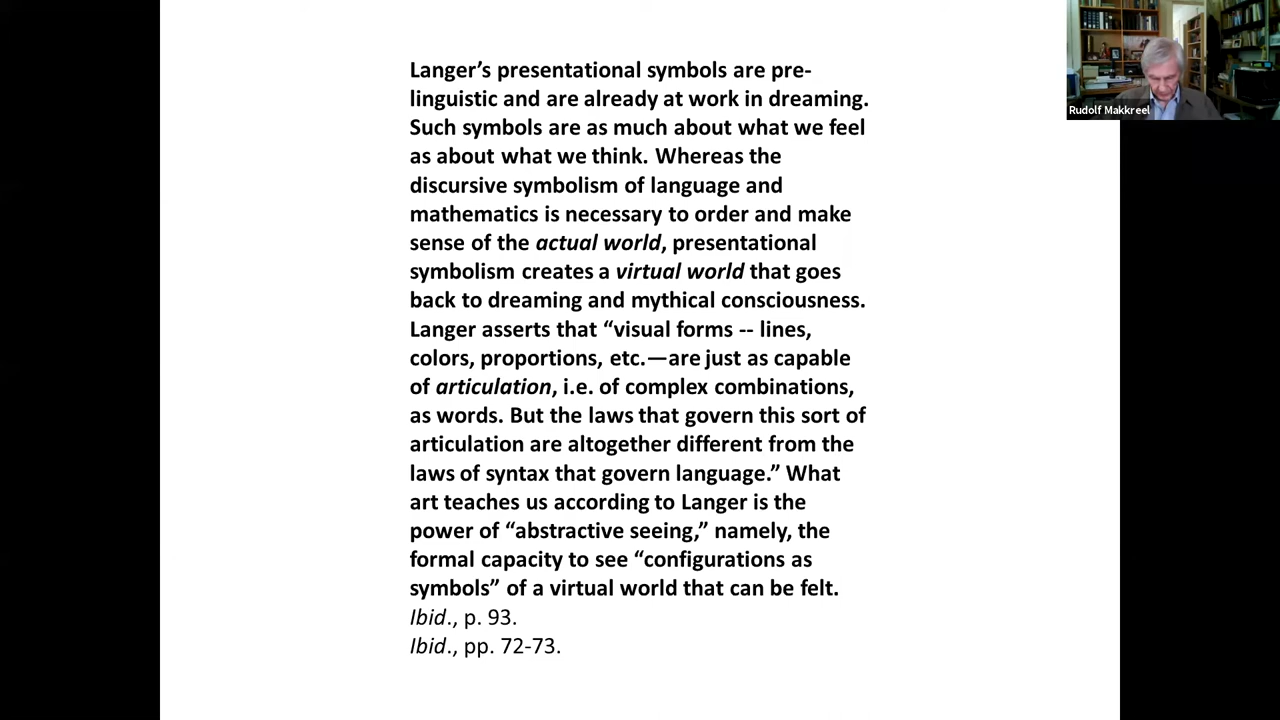 Langer’s presentational symbols are pre-
linguistic and are already at work in dreaming.
Such symbols are as much about what we feel
as about what we think. Whereas the
discursive symbolism of language and
mathematics is necessary to order and make
sense of the actual world, presentational
symbolism creates a virtual world that goes
back to dreaming and mythical consciousness.
Langer asserts that “visual forms -- lines,
colors, proportions, etc.—are just as capable
of articulation, i.e. of complex combinations,
as words. But the laws that govern this sort of
articulation are altogether different from the
laws of syntax that govern language.” What
art teaches us according to Langer is the
power of “abstractive seeing,” namely, the
formal capacity to see “configurations as
symbols” of a virtual world that can be felt.
Ibid., p. 93.
Ibid., pp. 72-73.
Rudolf Makkreel